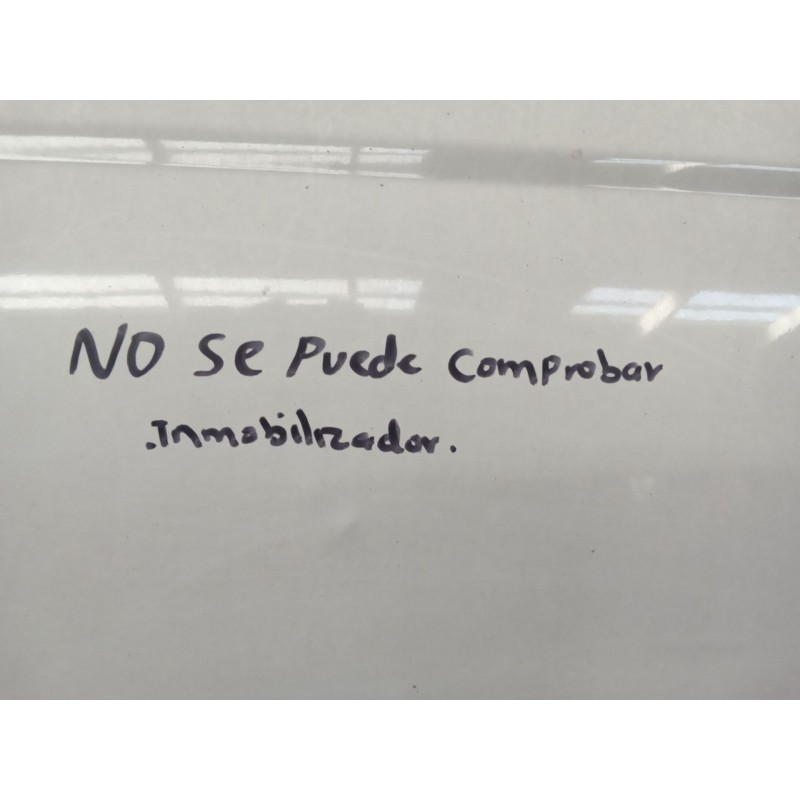 NO Se Puede Comprobar
.Inmobilizador.